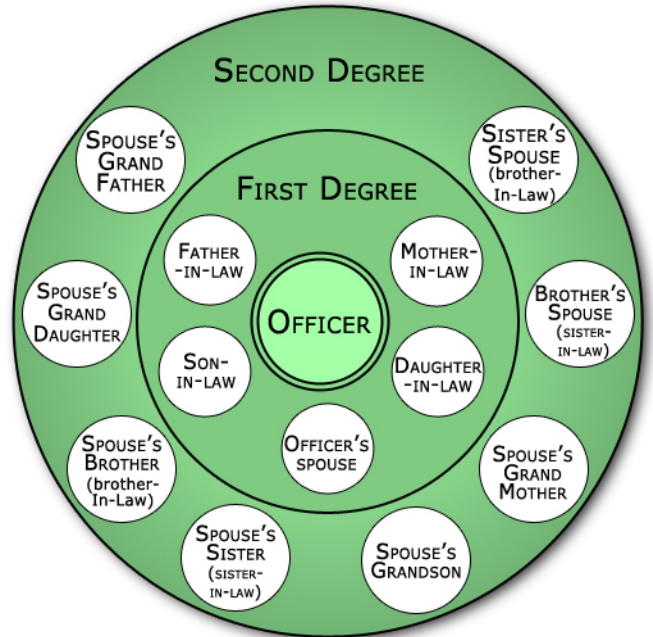 SECOND DEGREE
SPOUSE'S
GRAND
FATHER
SISTER'S
SPOUSE
(brother-
In-Law)
FIRST DEGREE
FATHER
-IN-LAW
MOTHER-
IN-LAW
SPOUSE'S
GRAND
DAUGHTER
OFFICER
BROTHER'S
SPOUSE
(SISTER-
IN-LAW)
SON-
IN-LAW
DAUGHTER
-IN-LAW
SPOUSE'S
BROTHER
(brother-
In-Law)
OFFICER'S
SPOUSE
SPOUSE'S
GRAND
MOTHER
SPOUSE'S
SISTER
(SISTER-
IN-LAW)
SPOUSE'S
GRANDSON